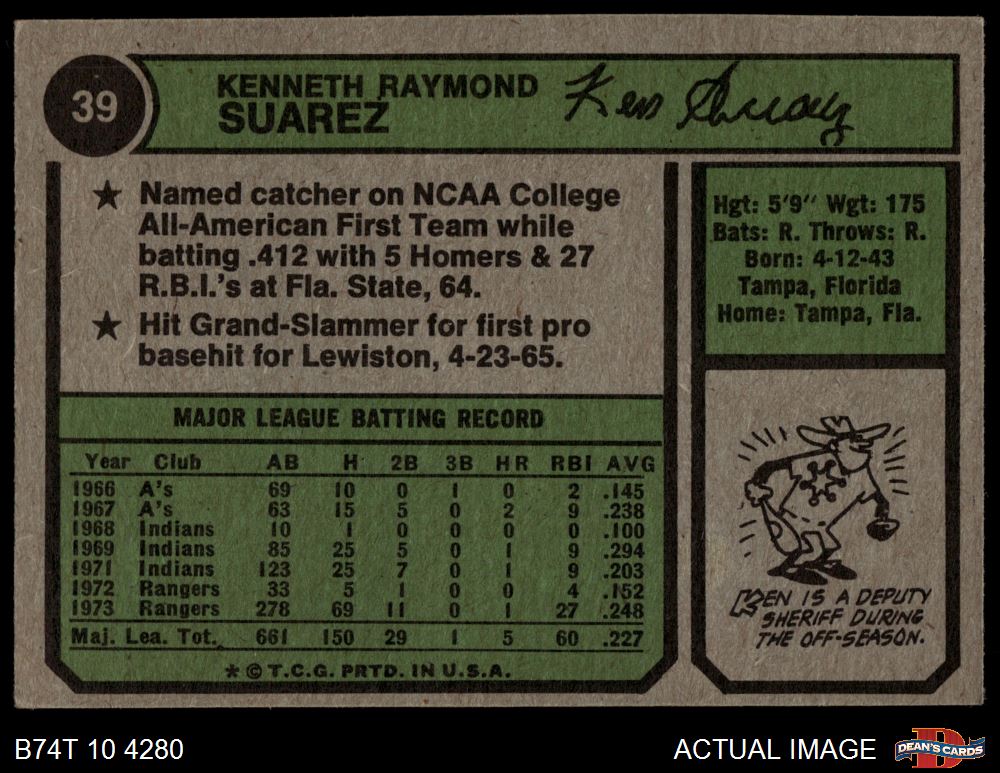 39
KENNETH RAYMOND
SUAREZ
Ken Suarez
★ Named catcher on NCAA College
All-American First Team while
batting .412 with 5 Homers & 27
R.B.I.'s at Fla. State, 64.
★ Hit Grand-Slammer for first pro
basehit for Lewiston, 4-23-65.
Hgt: 5'9" Wgt: 175
Bats: R. Throws: R.
Born: 4-12-43
Tampa, Florida
Home: Tampa, Fla.
MAJOR LEAGUE BATTING RECORD
Year Club AB H 2B 3B HR RBI AVG
1966 A's 69 10 0 1 0 2 .145
1967 A's 63 15 5 0 2 9 .238
1968 Indians 10 1 0 0 0 0 .100
1969 Indians 85 25 5 0 1 9 .294
1971 Indians 123 25 7 0 1 9 .203
1972 Rangers 33 5 1 0 0 4 .152
1973 Rangers 278 69 11 0 1 27 .248
Maj. Lea. Tot. 661 150 29 1 5 60 .227
* © T.C.G. PRTD. IN U.S.A.
KEN IS A DEPUTY
SHERIFF DURING
THE OFF-SEASON.
B74T 10 4280
ACTUAL IMAGE
DEAN'S CARDS